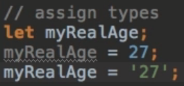 // assign types
let myRealAge;
myRealAge = 27;
myRealAge = '27';